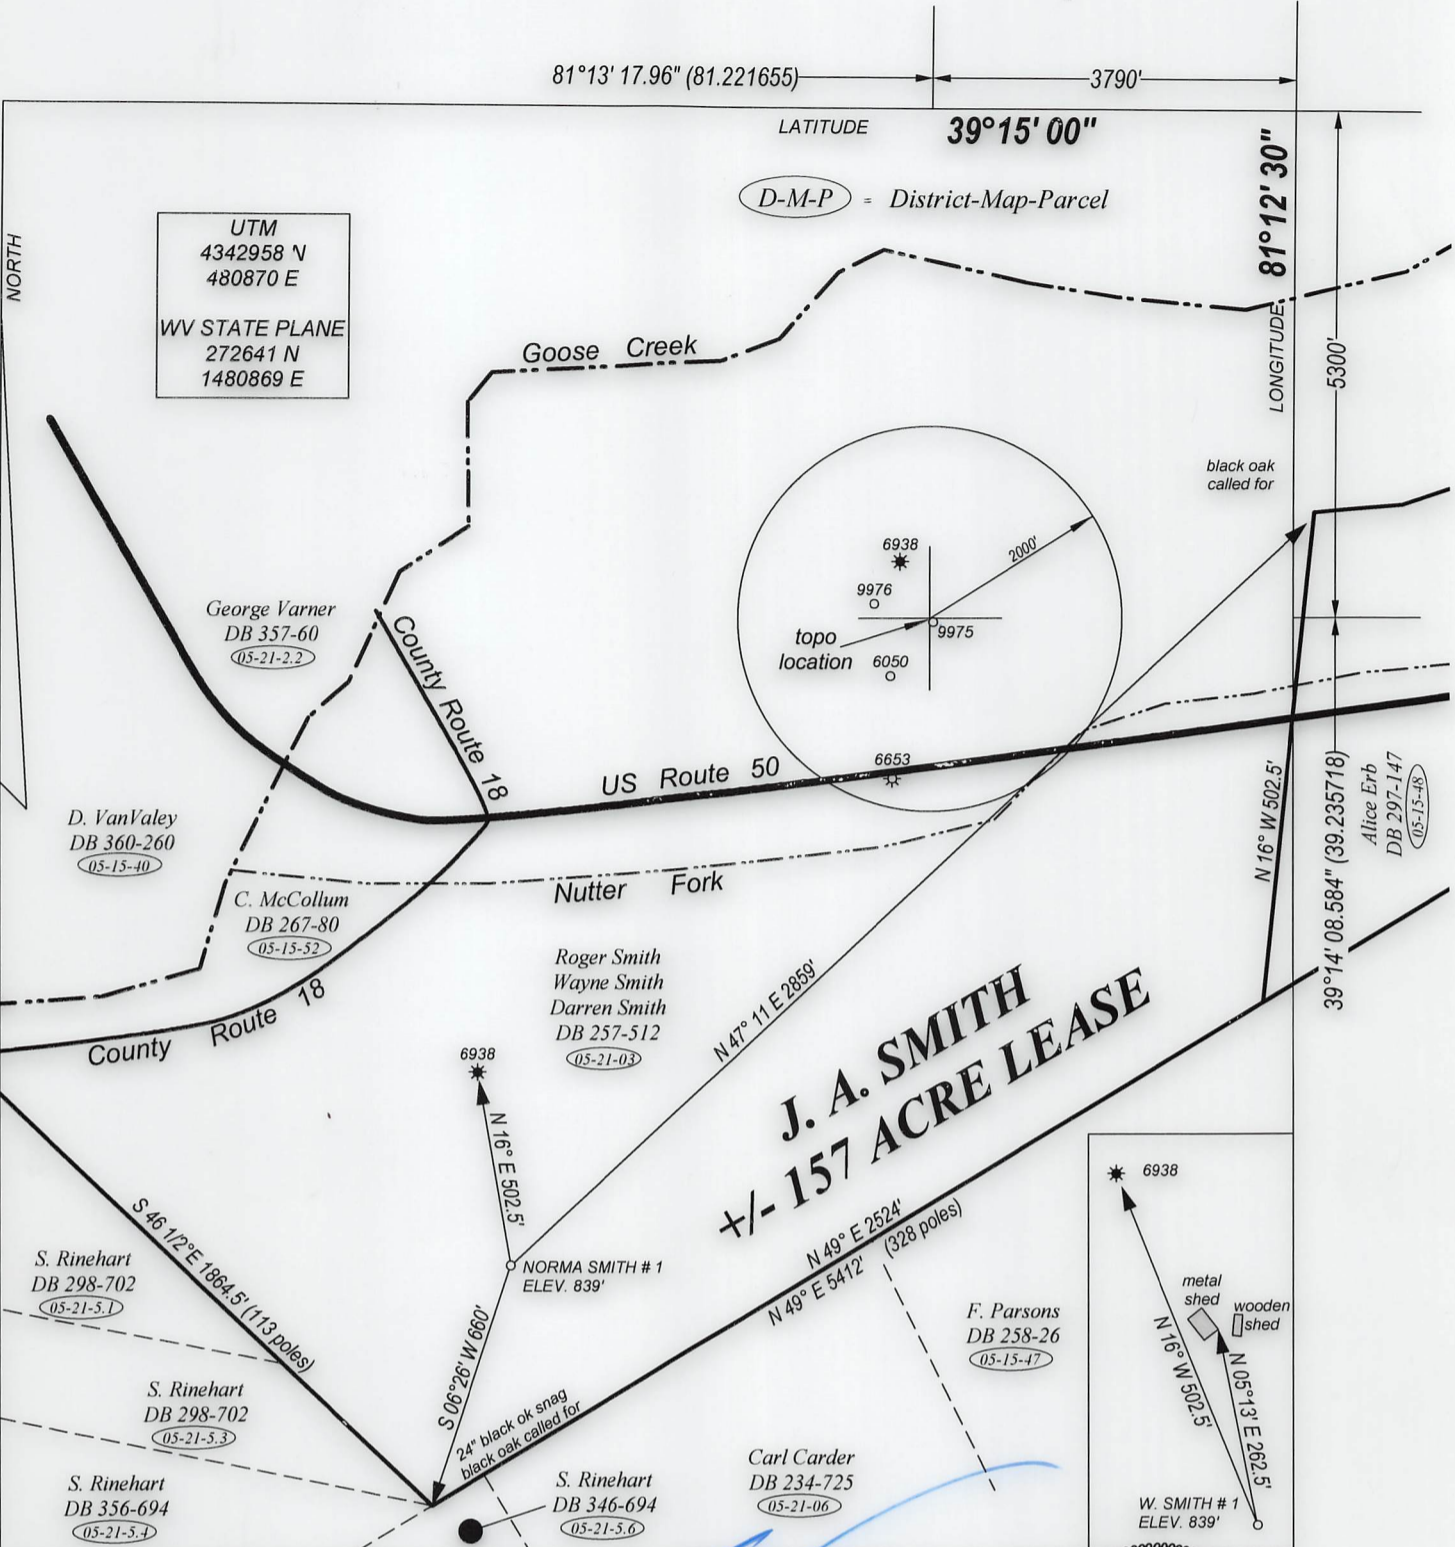 81°13' 17.96" (81.221655)
3790'
LATITUDE
39°15' 00"
81°12' 30"
LONGITUDE
5300'
D-M-P = District-Map-Parcel
NORTH
UTM
4342958 N
480870 E
WV STATE PLANE
272641 N
1480869 E
Goose Creek
black oak
called for
6938
2000'
9976
9975
topo
location
6050
6653
George Varner
DB 357-60
05-21-2.2
County Route 18
US Route 50
D. VanValey
DB 360-260
05-15-40
C. McCollum
DB 267-80
05-15-52
Nutter Fork
N 16° W 502.5'
39°14' 08.584" (39.235718)
Alice Erb
DB 297-147
05-15-48
County Route 18
Roger Smith
Wayne Smith
Darren Smith
DB 257-512
05-21-03
N 47° 11 E 2859'
J. A. SMITH
+/- 157 ACRE LEASE
6938
N 16° E 502.5'
NORMA SMITH # 1
ELEV. 839'
S 06°26' W 660'
S 46 1/2°E 1864.5' (113 poles)
N 49° E 2524'
(328 poles)
N 49° E 5412'
24" black ok snag
black oak called for
S. Rinehart
DB 298-702
05-21-5.1
S. Rinehart
DB 298-702
05-21-5.3
S. Rinehart
DB 356-694
05-21-5.4
S. Rinehart
DB 346-694
05-21-5.6
Carl Carder
DB 234-725
05-21-06
F. Parsons
DB 258-26
05-15-47
6938
metal
shed
wooden
shed
N 16° W 502.5'
N 05°13' E 262.5'
W. SMITH # 1
ELEV. 839'